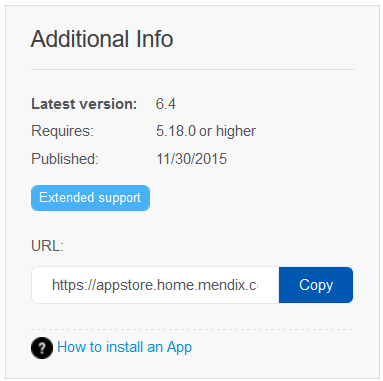 Additional Info
Latest version: 6.4
Requires: 5.18.0 or higher
Published: 11/30/2015
Extended support
URL:
https://appstore.home.mendix.c Copy
? How to install an App